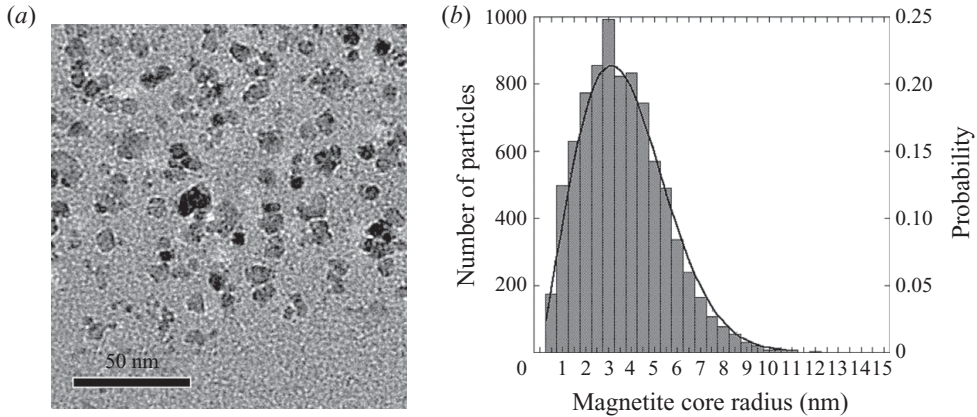 (a)
50 nm
(b)
Number of particles
1000
800
600
400
200
0
0 1 2 3 4 5 6 7 8 9 10 11 12 13 14 15
Magnetite core radius (nm)
0.25
0.20
0.15
0.10
0.05
0
Probability